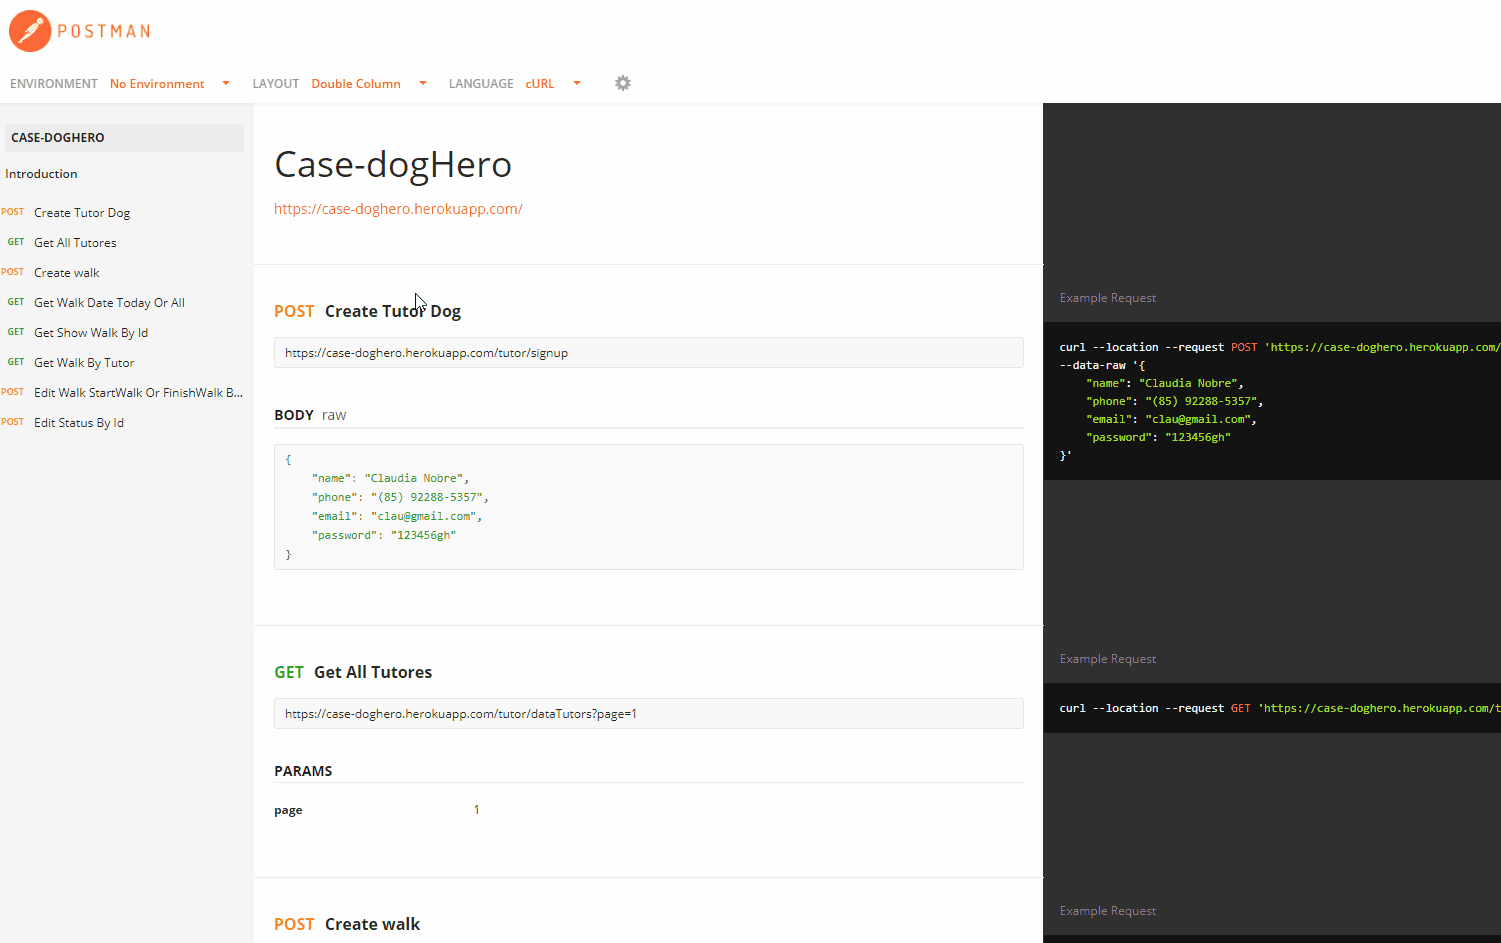 POSTMAN
ENVIRONMENT No Environment LAYOUT Double Column LANGUAGE cURL
CASE-DOGHERO
Introduction
POST Create Tutor Dog
GET Get All Tutores
POST Create walk
GET Get Walk Date Today Or All
GET Get Show Walk By Id
GET Get Walk By Tutor
POST Edit Walk StartWalk Or FinishWalk B...
POST Edit Status By Id
Case-dogHero
https://case-doghero.herokuapp.com/
POST Create Tutor Dog
https://case-doghero.herokuapp.com/tutor/signup
BODY raw
{
"name": "Claudia Nobre",
"phone": "(85) 92288-5357",
"email": "clau@gmail.com",
"password": "123456gh"
}
GET Get All Tutores
https://case-doghero.herokuapp.com/tutor/dataTutors?page=1
PARAMS
page 1
POST Create walk
Example Request
curl --location --request POST 'https://case-doghero.herokuapp.com/
--data-raw '{
"name": "Claudia Nobre",
"phone": "(85) 92288-5357",
"email": "clau@gmail.com",
"password": "123456gh"
}'
Example Request
curl --location --request GET 'https://case-doghero.herokuapp.com/t
Example Request